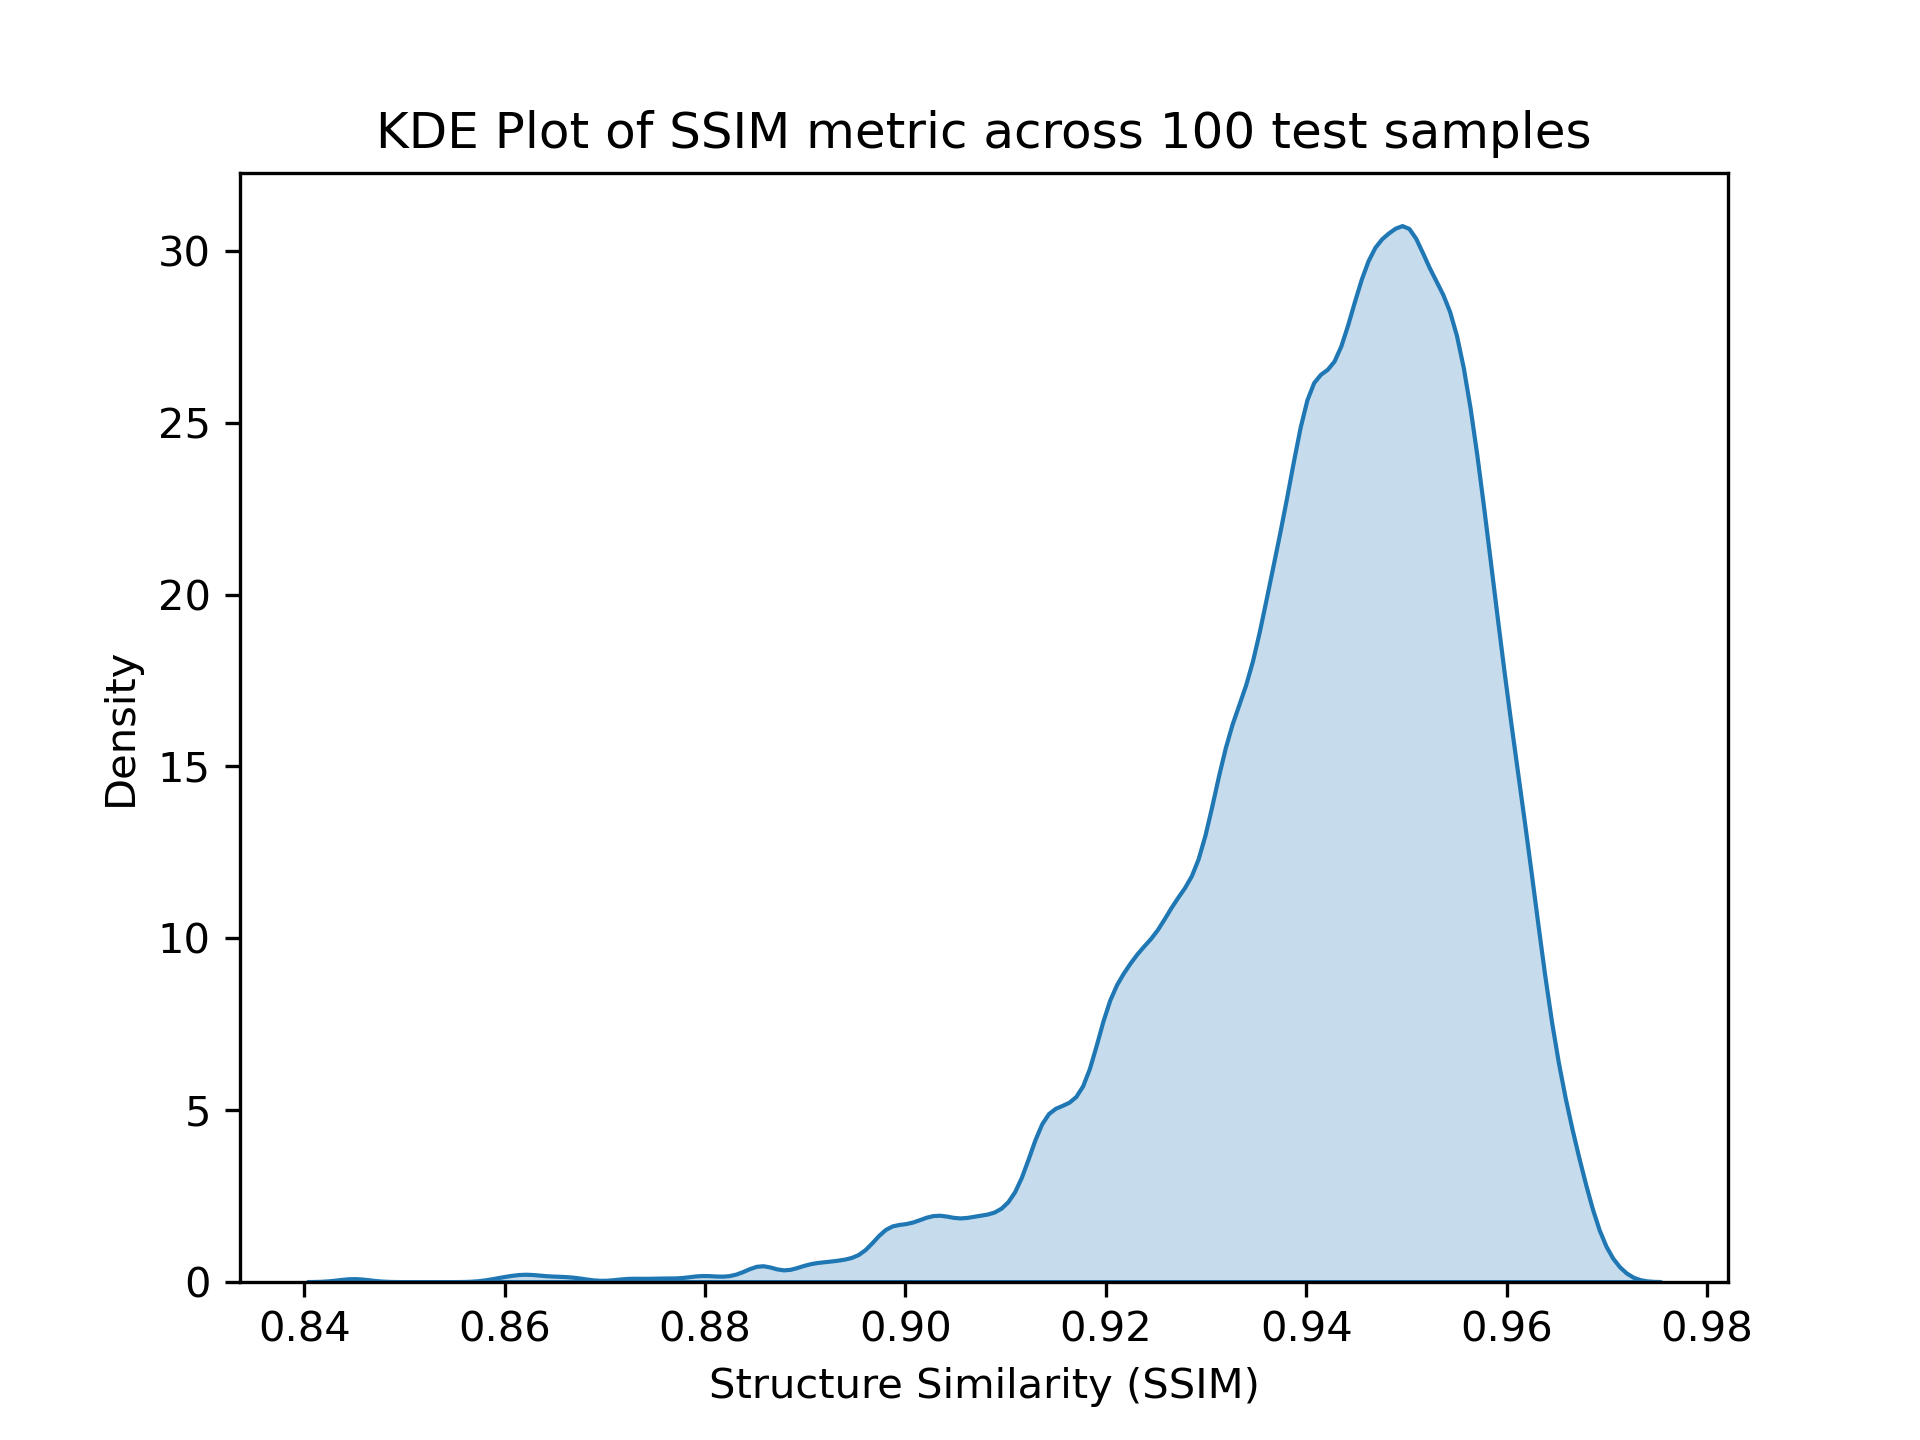 KDE Plot of SSIM metric across 100 test samples
30
25
20
15
10
5
0
Density
0.84 0.86 0.88 0.90 0.92 0.94 0.96 0.98
Structure Similarity (SSIM)